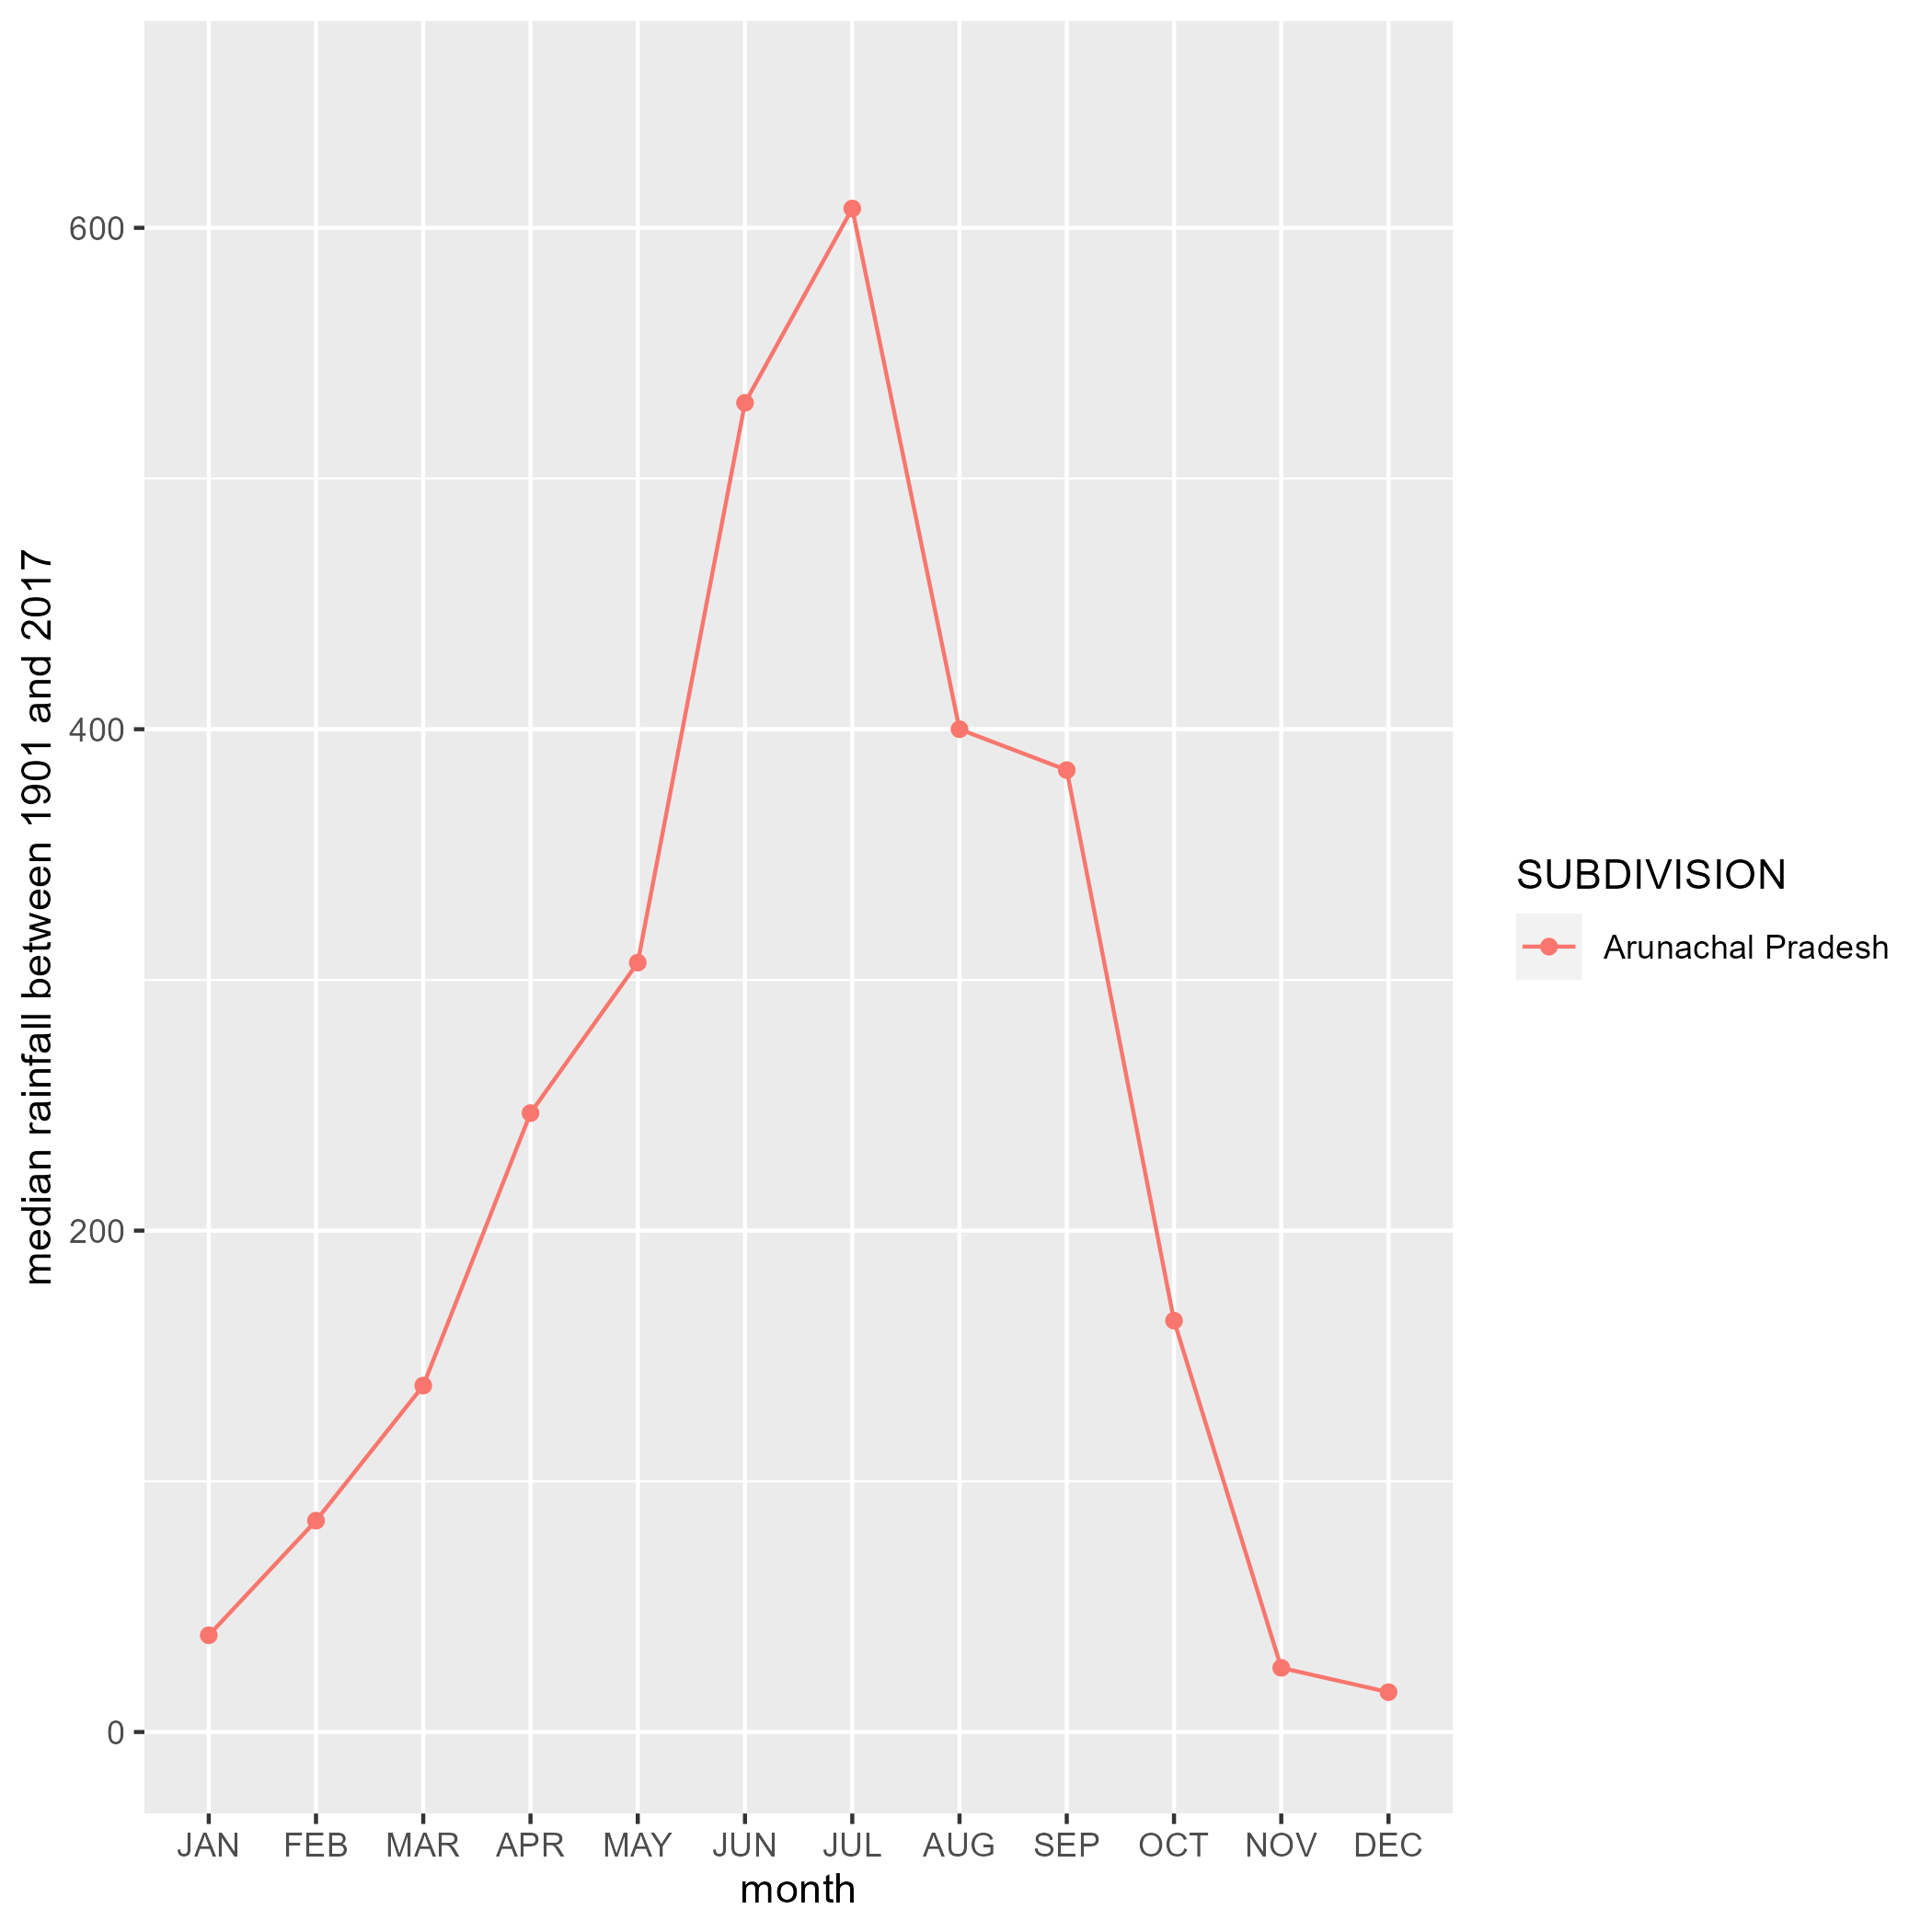 median rainfall between 1901 and 2017
600
400
200
0
JAN FEB MAR APR MAY JUN JUL AUG SEP OCT NOV DEC
month
SUBDIVISION
Arunachal Pradesh